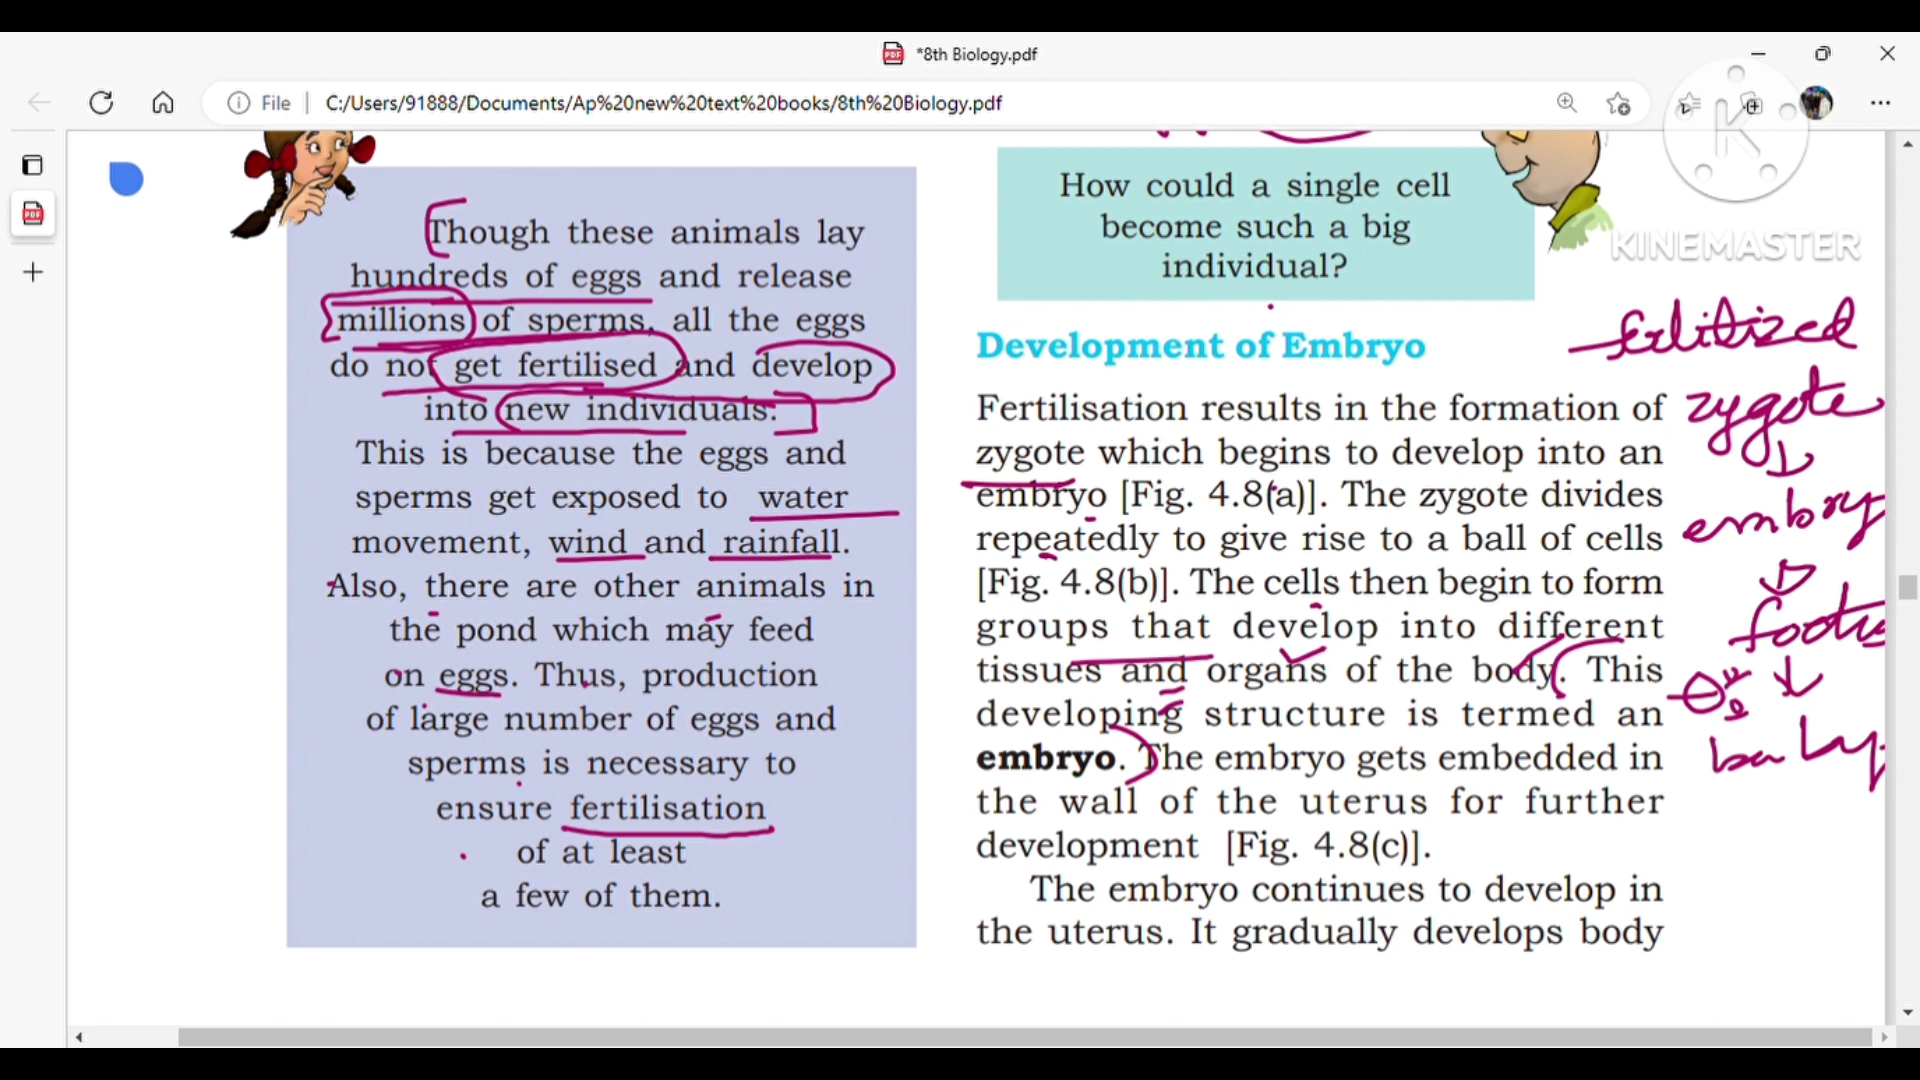 *8th Biology.pdf
File
C:/Users/91888/Documents/Ap%20new%20text%20books/8th%20Biology.pdf
KINEMASTER
Though these animals lay
hundreds of eggs and release
millions of sperms, all the eggs
do not get fertilised and develop
into new individuals.
This is because the eggs and
sperms get exposed to water
movement, wind and rainfall.
Also, there are other animals in
the pond which may feed
on eggs. Thus, production
of large number of eggs and
sperms is necessary to
ensure fertilisation
of at least
a few of them.
How could a single cell
become such a big
individual?
Development of Embryo
Fertilisation results in the formation of
zygote which begins to develop into an
embryo [Fig. 4.8(a)]. The zygote divides
repeatedly to give rise to a ball of cells
[Fig. 4.8(b)]. The cells then begin to form
groups that develop into different
tissues and organs of the body. This
developing structure is termed an
embryo. The embryo gets embedded in
the wall of the uterus for further
development [Fig. 4.8(c)].
The embryo continues to develop in
the uterus. It gradually develops body
zygote
embry
baby